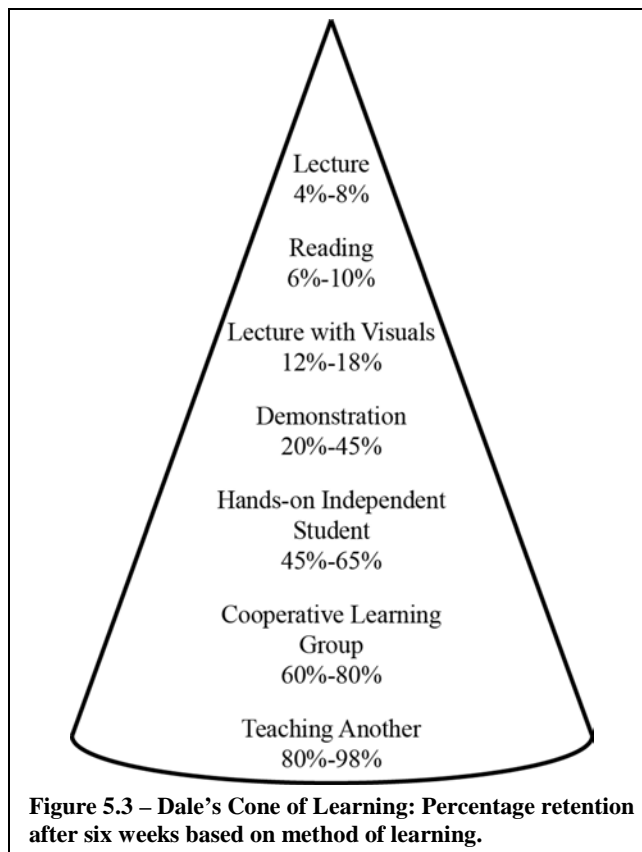 Lecture
4%-8%
Reading
6%-10%
Lecture with Visuals
12%-18%
Demonstration
20%-45%
Hands-on Independent
Student
45%-65%
Cooperative Learning
Group
60%-80%
Teaching Another
80%-98%
Figure 5.3 – Dale’s Cone of Learning: Percentage retention
after six weeks based on method of learning.